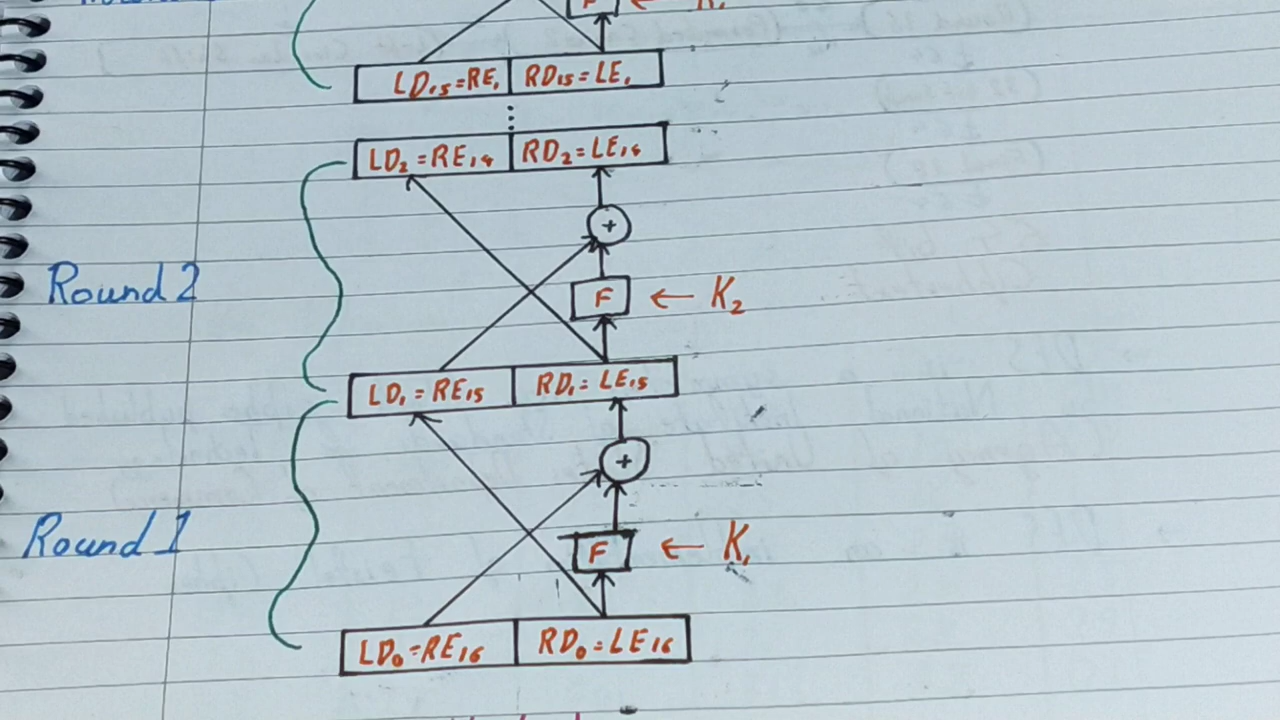 F ←
LD₁₅=RE₁ RD₁₅=LE₁
⋮
LD₂=RE₁₄ RD₂=LE₁₄
+
Round 2
F ← K₂
LD₁=RE₁₅ RD₁=LE₁₅
+
Round 1
F ← K₁
LD₀=RE₁₆ RD₀=LE₁₆